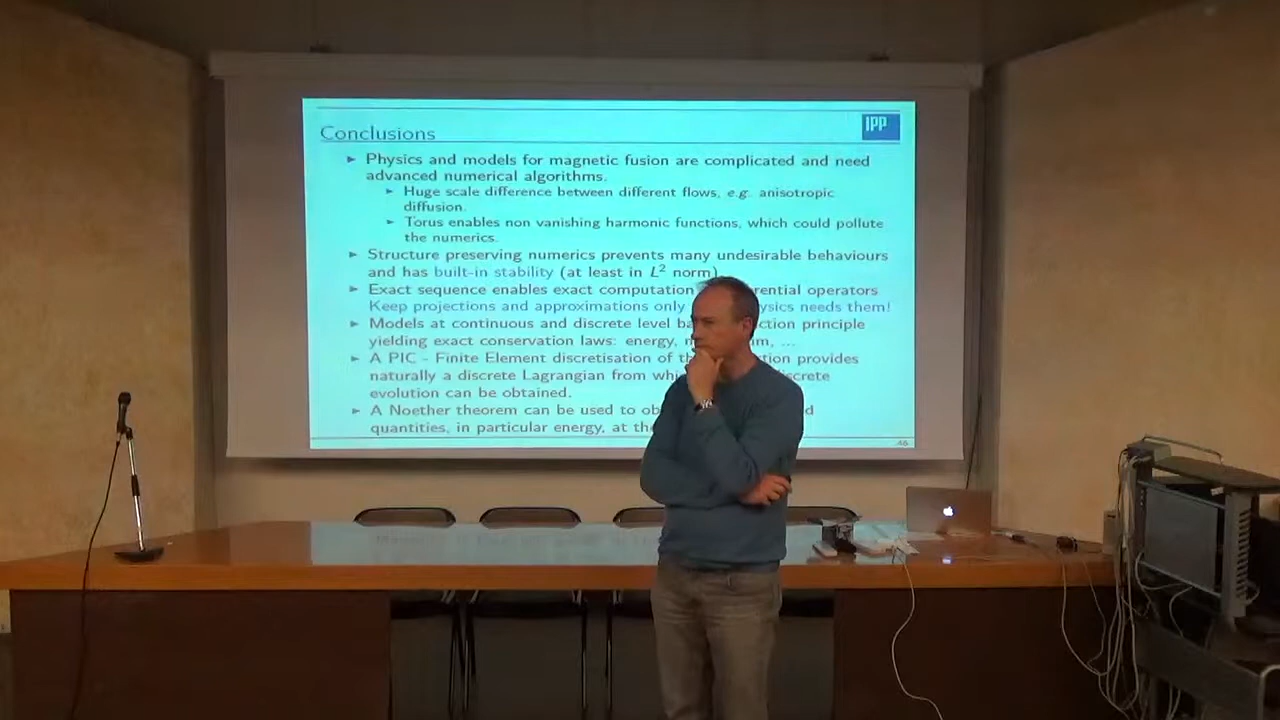 Conclusions
IPP
► Physics and models for magnetic fusion are complicated and need
advanced numerical algorithms.
► Huge scale difference between different flows, e.g. anisotropic
diffusion.
► Torus enables non vanishing harmonic functions, which could pollute
the numerics.
► Structure preserving numerics prevents many undesirable behaviours
and has built-in stability (at least in L² norm)
► Exact sequence enables exact computation operators
Keep projections and approximations only needs them!
► Models at continuous and discrete level principle
yielding exact conservation laws: energy, ...
► A PIC - Finite Element discretisation of provides
naturally a discrete Lagrangian from discrete
evolution can be obtained.
► A Noether theorem can be used to
quantities, in particular energy, at
46